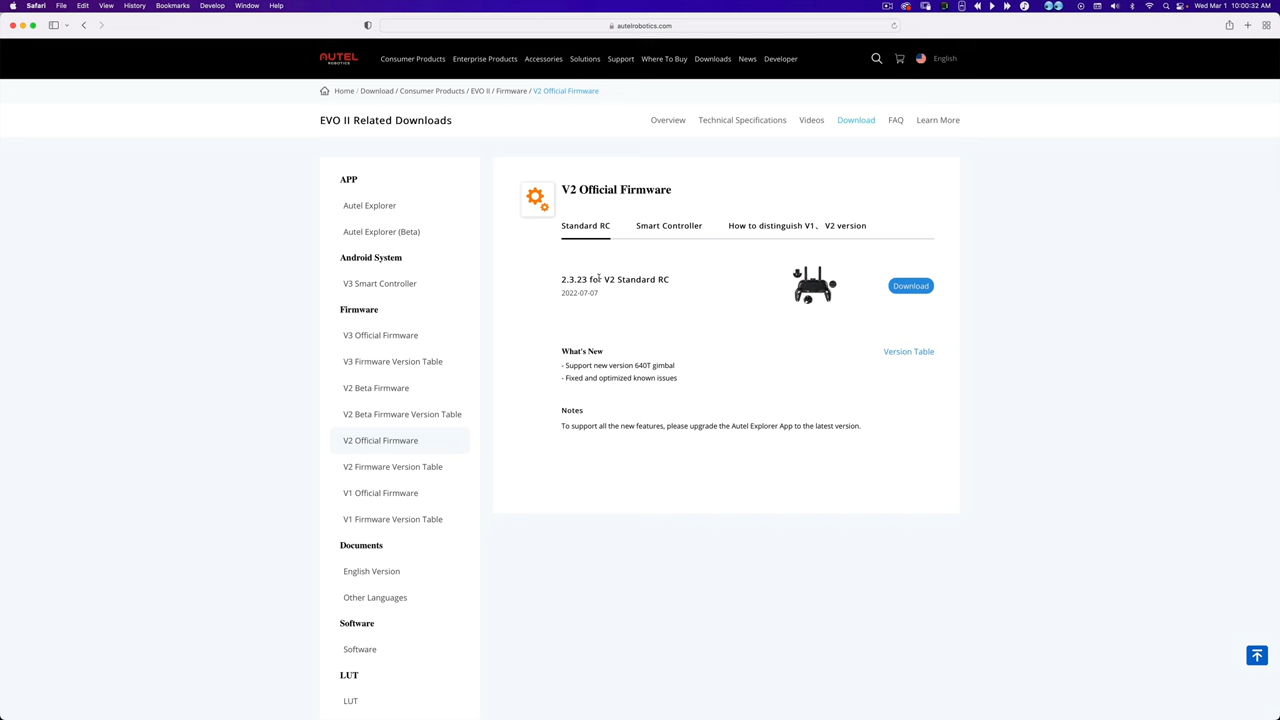 Safari File Edit View History Bookmarks Develop Window Help
Wed Mar 1 10:00:32 AM
autelrobotics.com
AUTEL
ROBOTICS
Consumer Products Enterprise Products Accessories Solutions Support Where To Buy Downloads News Developer
English
Home / Download / Consumer Products / EVO II / Firmware / V2 Official Firmware
EVO II Related Downloads
Overview Technical Specifications Videos Download FAQ Learn More
APP
Autel Explorer
Autel Explorer (Beta)
Android System
V3 Smart Controller
Firmware
V3 Official Firmware
V3 Firmware Version Table
V2 Beta Firmware
V2 Beta Firmware Version Table
V2 Official Firmware
V2 Firmware Version Table
V1 Official Firmware
V1 Firmware Version Table
Documents
English Version
Other Languages
Software
Software
LUT
LUT
V2 Official Firmware
Standard RC Smart Controller How to distinguish V1、 V2 version
2.3.23 for V2 Standard RC
2022-07-07
Download
What's New
Version Table
- Support new version 640T gimbal
- Fixed and optimized known issues
Notes
To support all the new features, please upgrade the Autel Explorer App to the latest version.